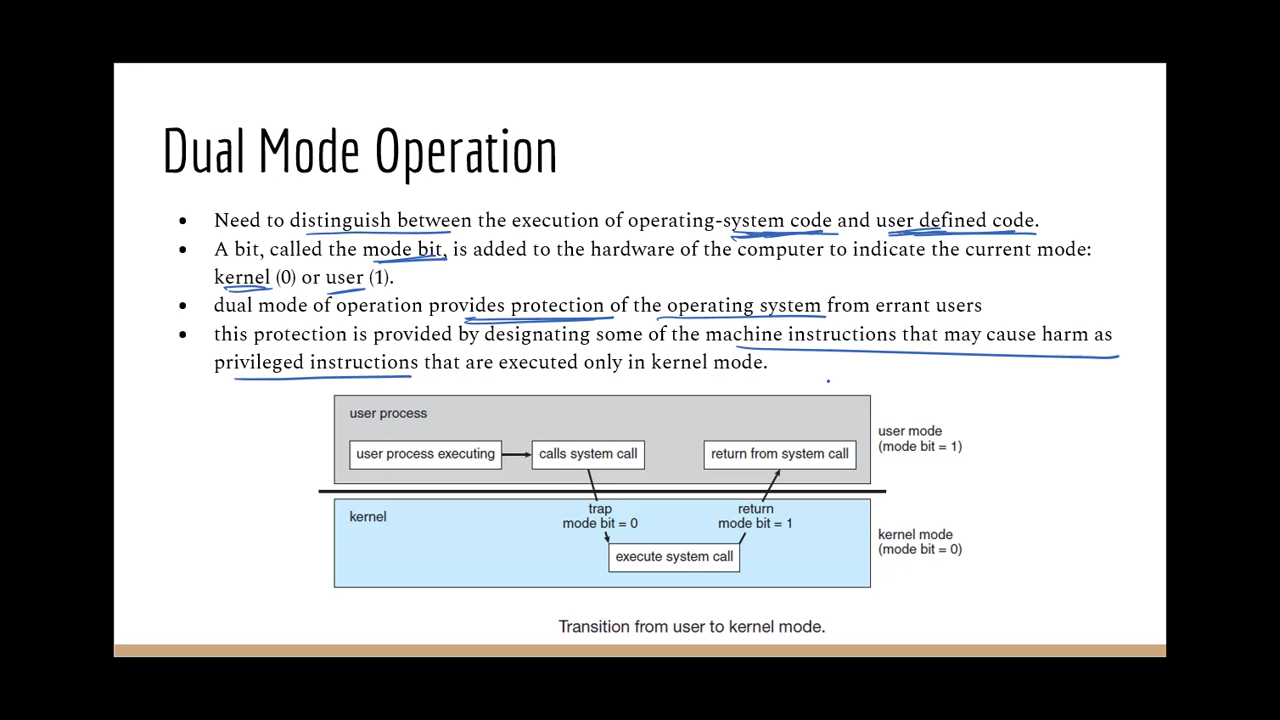 Dual Mode Operation
Need to distinguish between the execution of operating-system code and user defined code.
A bit, called the mode bit, is added to the hardware of the computer to indicate the current mode:
kernel (0) or user (1).
dual mode of operation provides protection of the operating system from errant users
this protection is provided by designating some of the machine instructions that may cause harm as
privileged instructions that are executed only in kernel mode.
user process
user process executing
calls system call
return from system call
user mode
(mode bit = 1)
kernel
trap
mode bit = 0
return
mode bit = 1
execute system call
kernel mode
(mode bit = 0)
Transition from user to kernel mode.